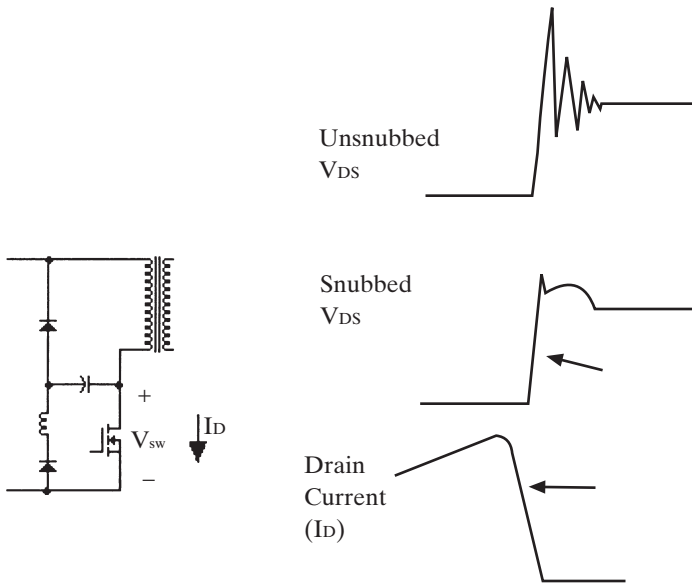 Unsnubbed
VDS
Snubbed
VDS
+
Vsw
−
ID
Drain
Current
(ID)